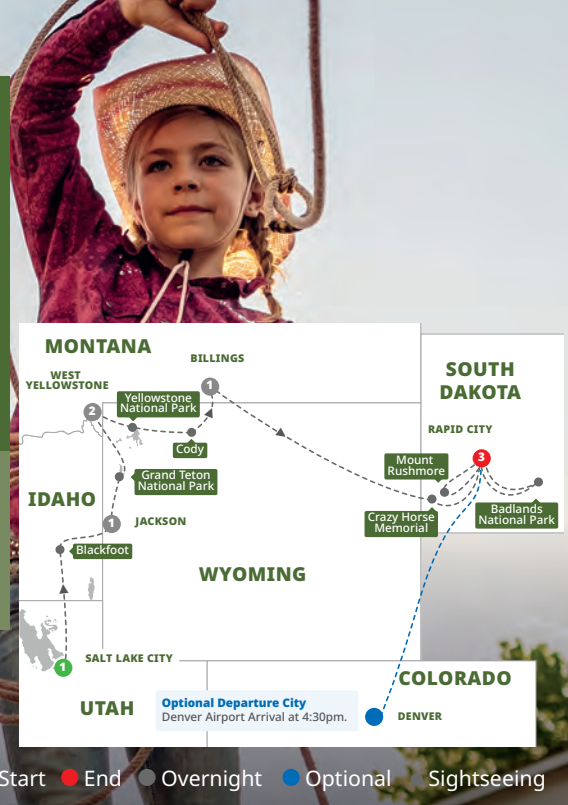 MONTANA
BILLINGS
WEST
YELLOWSTONE
1
2
Yellowstone
National Park
Cody
SOUTH
DAKOTA
RAPID CITY
3
Mount
Rushmore
Grand Teton
National Park
IDAHO
Crazy Horse
Memorial
Badlands
National Park
1
JACKSON
Blackfoot
WYOMING
SALT LAKE CITY
1
UTAH
COLORADO
Optional Departure City
Denver Airport Arrival at 4:30pm.
DENVER
Start End Overnight Optional Sightseeing